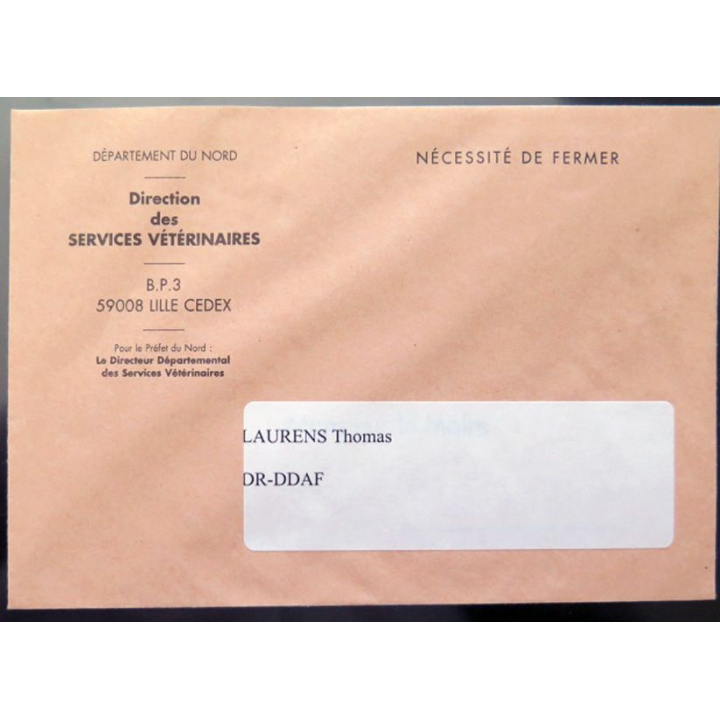 DÉPARTEMENT DU NORD
Direction
des
SERVICES VÉTÉRINAIRES
B.P.3
59008 LILLE CEDEX
Pour le Préfet du Nord :
Le Directeur Départemental
des Services Vétérinaires
NÉCESSITÉ DE FERMER
LAURENS Thomas
DR-DDAF